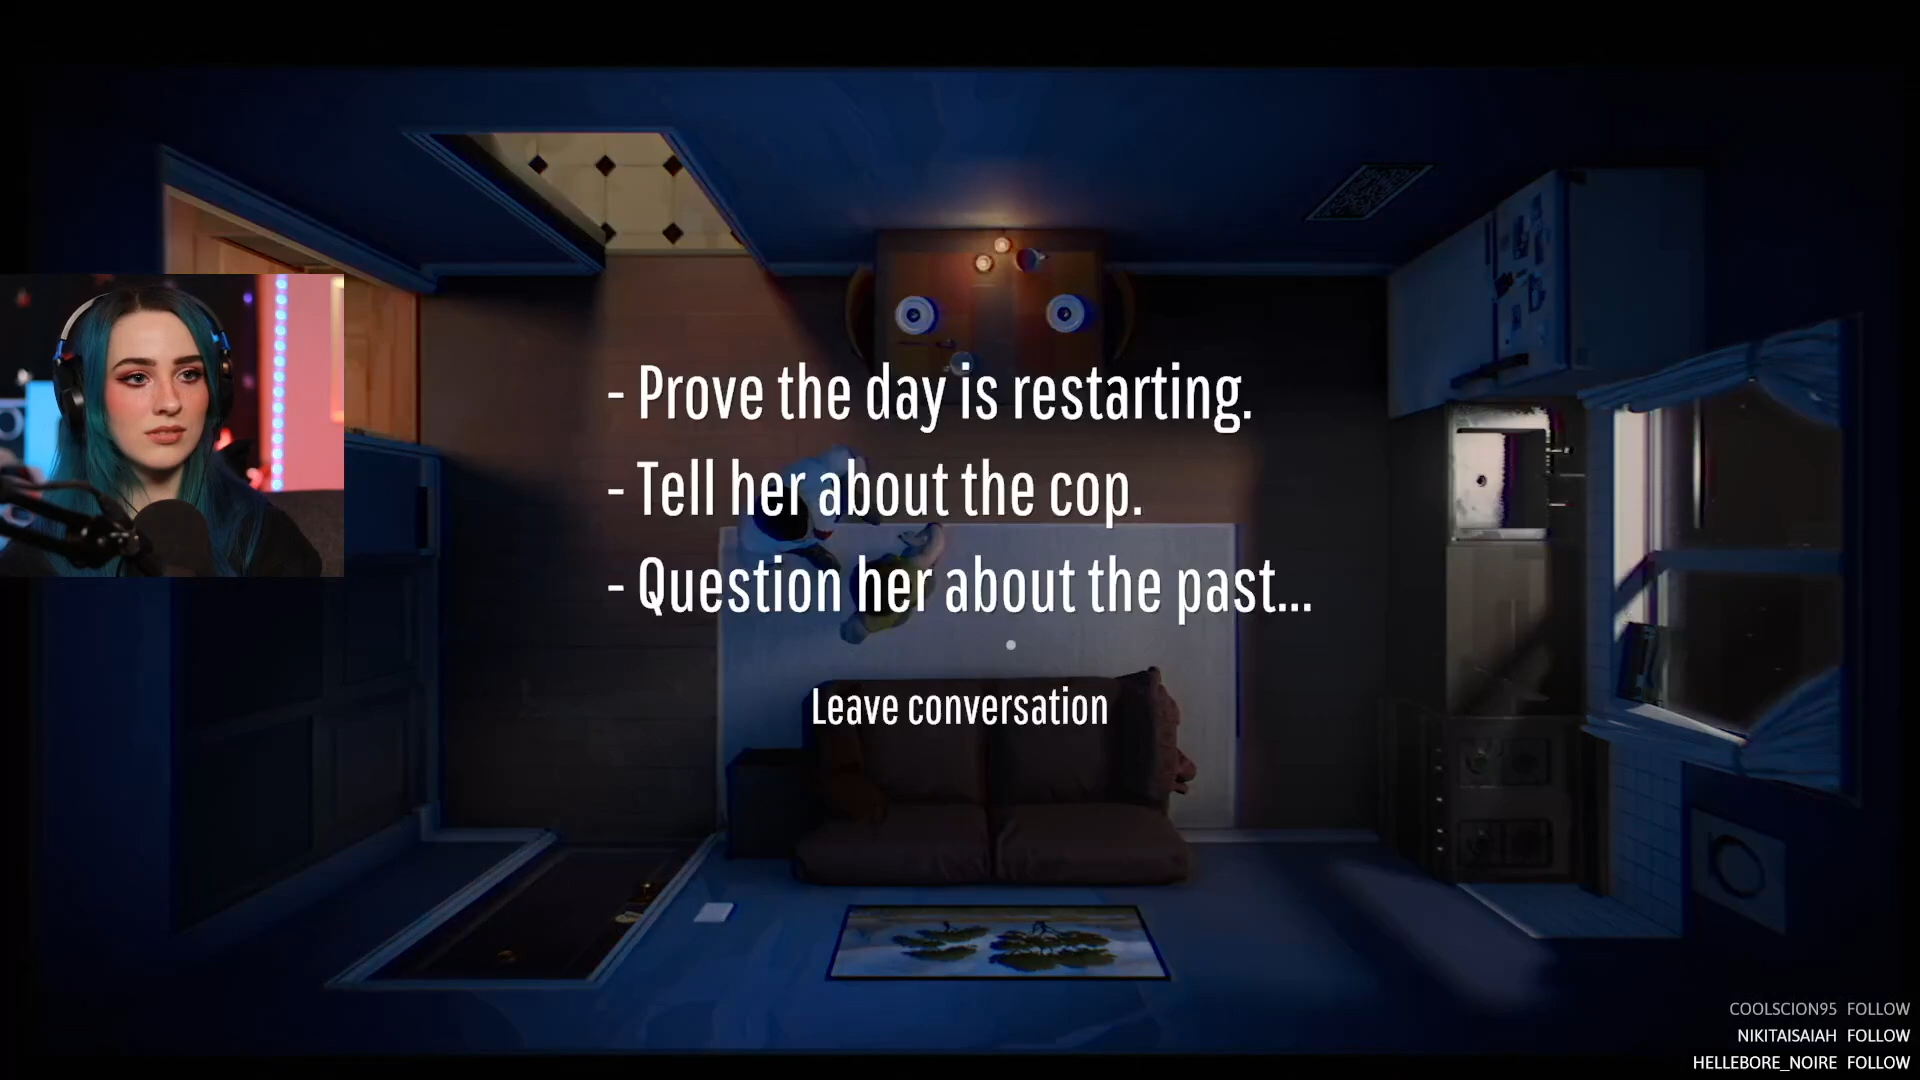 - Prove the day is restarting.
- Tell her about the cop.
- Question her about the past...
Leave conversation
COOLSCION95 FOLLOW
NIKITAISAIAH FOLLOW
HELLEBORE_NOIRE FOLLOW